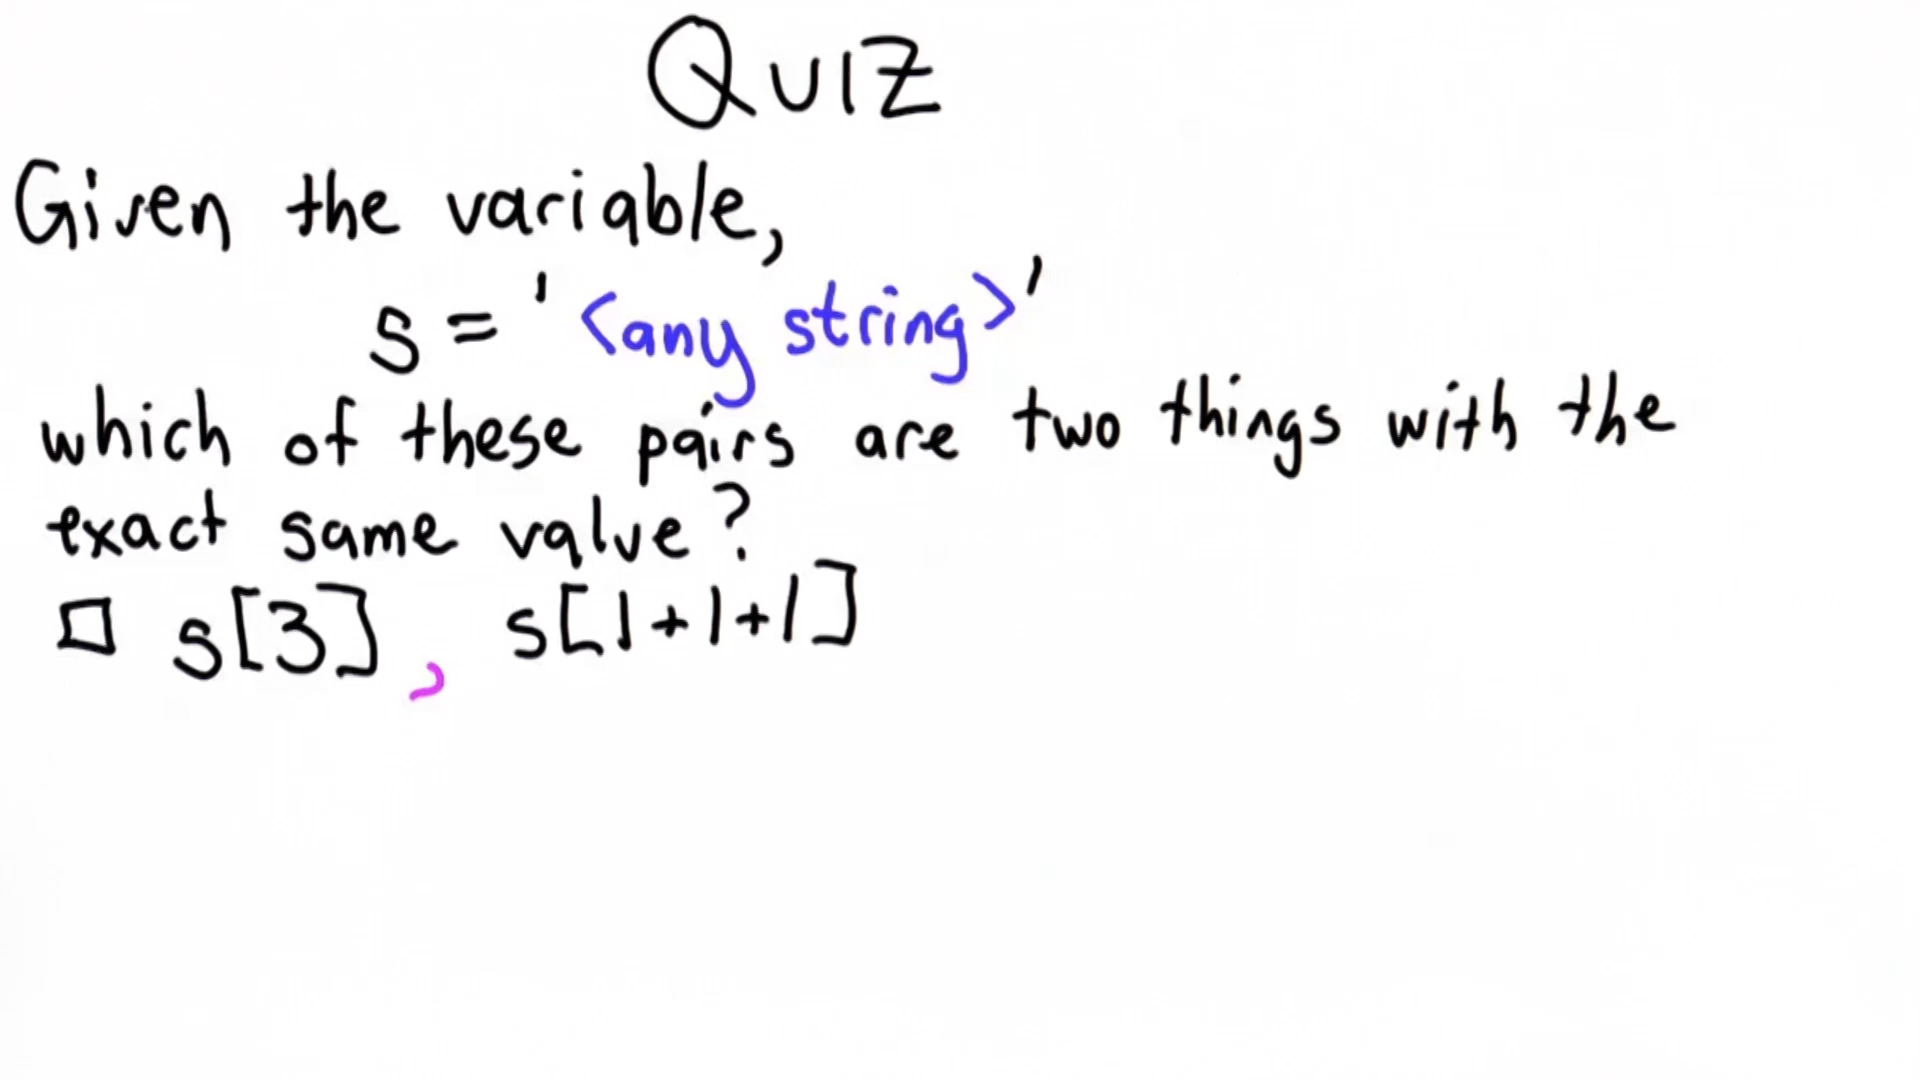 Quiz
Given the variable,
s = '<any string>'
which of these pairs are two things with the
exact same value?
s[3] , s[1+1+1]